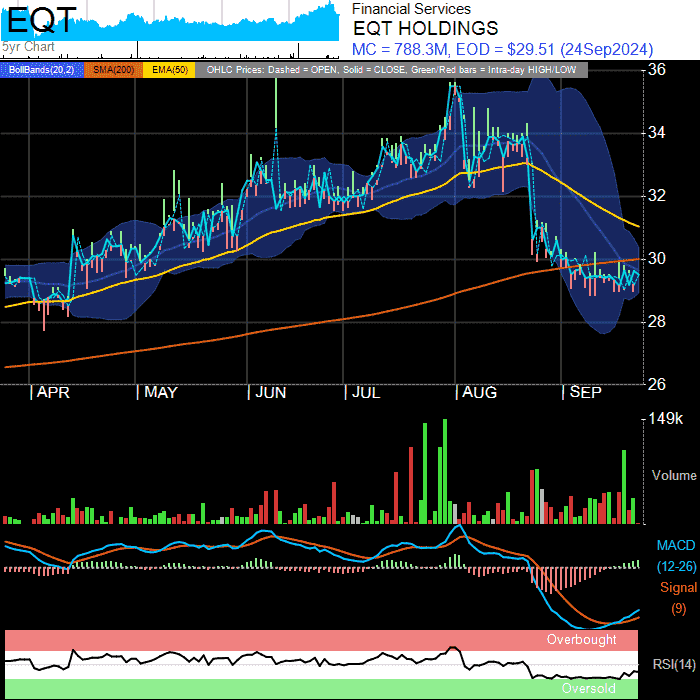 EQT
5yr Chart
Financial Services
EQT HOLDINGS
MC = 788.3M, EOD = $29.51 (24Sep2024)
BollBands(20,2) SMA(200) EMA(50) OHLC Prices: Dashed = OPEN, Solid = CLOSE, Green/Red bars = Intra-day HIGH/LOW
36
34
32
30
28
26
APR MAY JUN JUL AUG SEP
149k
Volume
MACD
(12-26)
Signal
(9)
Overbought
RSI(14)
Oversold